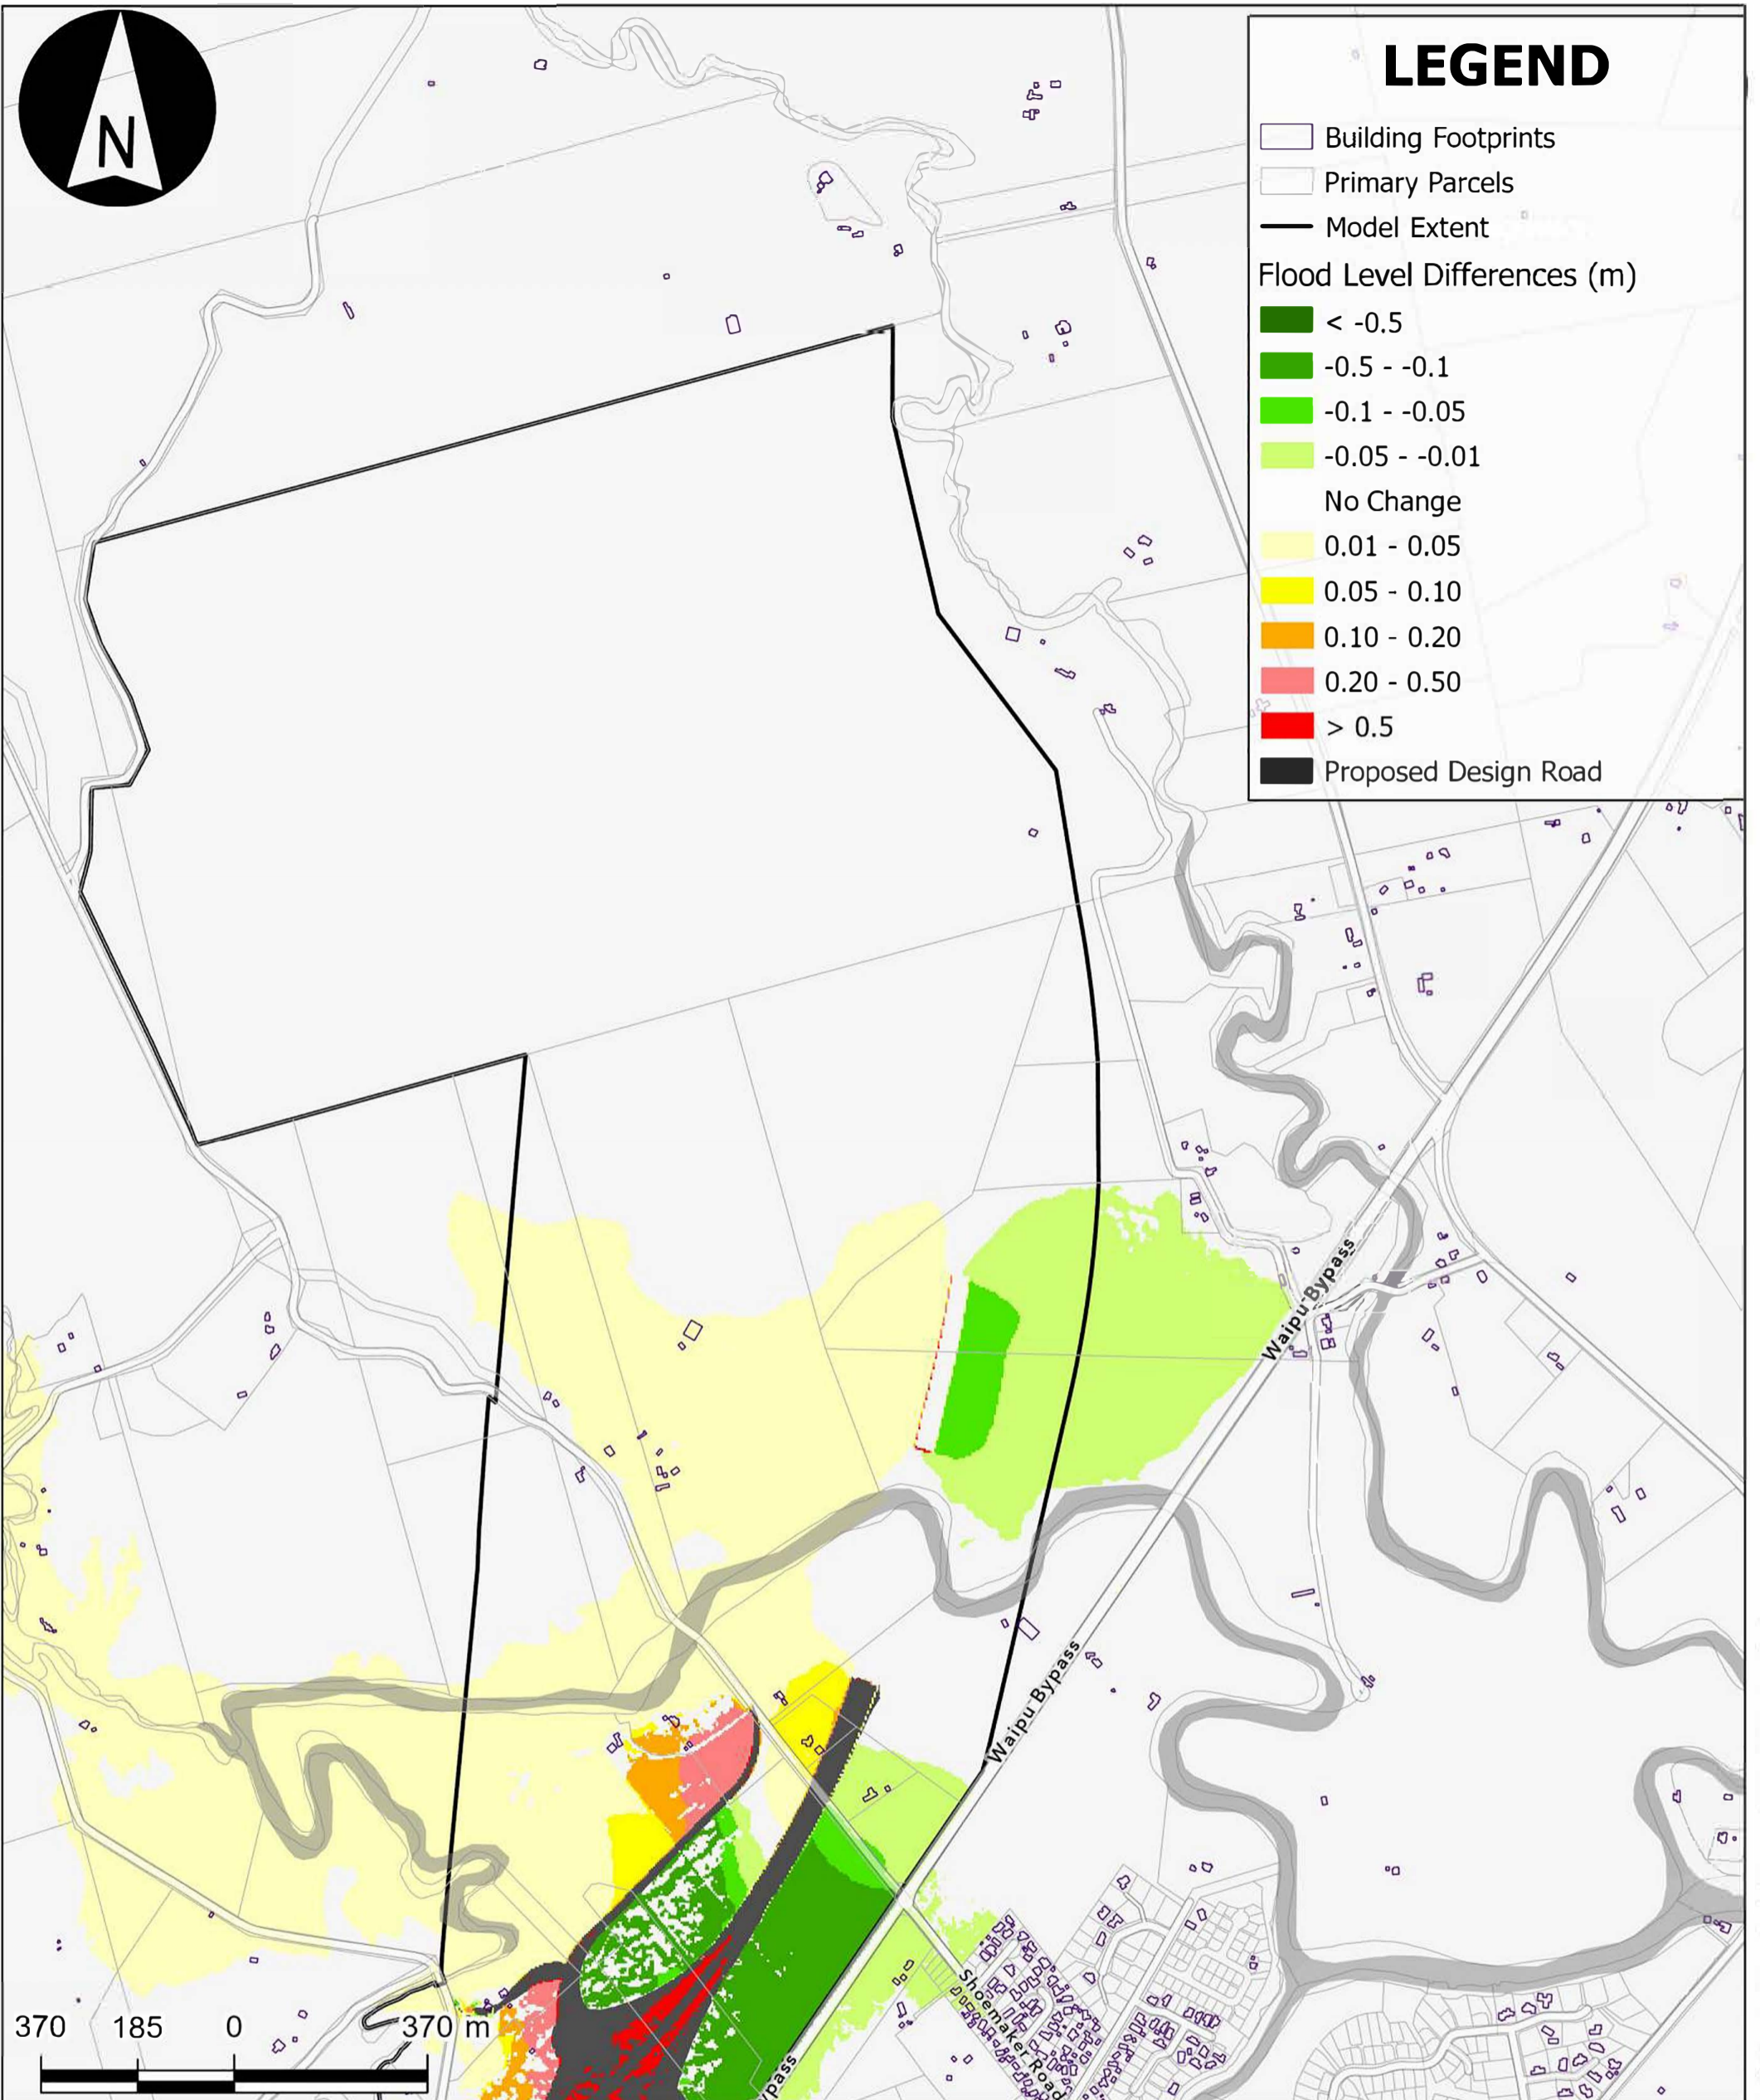 N
LEGEND
Building Footprints
Primary Parcels
Model Extent
Flood Level Differences (m)
< -0.5
-0.5 - -0.1
-0.1 - -0.05
-0.05 - -0.01
No Change
0.01 - 0.05
0.05 - 0.10
0.10 - 0.20
0.20 - 0.50
> 0.5
Proposed Design Road
Waipu Bypass
Waipu Bypass
Shoemaker Road
370 185 0 370 m
ypass